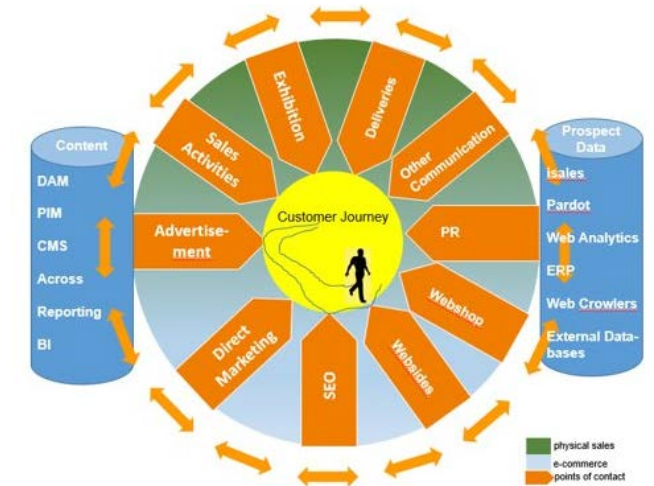 Content
DAM
PIM
CMS
Across
Reporting
BI
Exhibition
Deliveries
Sales
Activities
Other
Communication
Advertise-
ment
Customer Journey
PR
Direct
Marketing
SEO
Websides
Webshop
Prospect
Data
isales
Pardot
Web Analytics
ERP
Web Crowlers
External Data-
bases
physical sales
e-commerce
points of contact